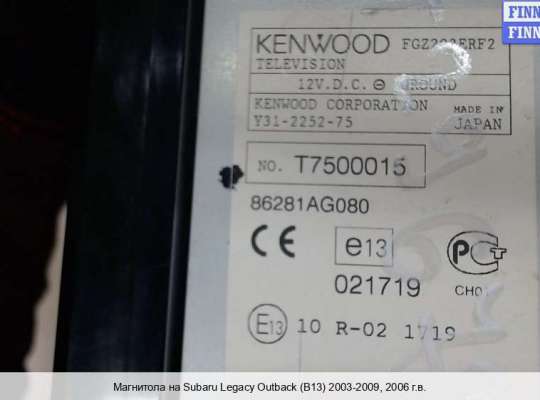 FINN
FINN
KENWOOD
TELEVISION
12V.D.C. ⊖ GROUND
KENWOOD CORPORATION
Y31-2252-75
MADE IN
JAPAN
NO. T7500015
86281AG080
CE e13
021719
E13 10 R-02 1719
Магнитола на Subaru Legacy Outback (B13) 2003-2009, 2006 г.в.